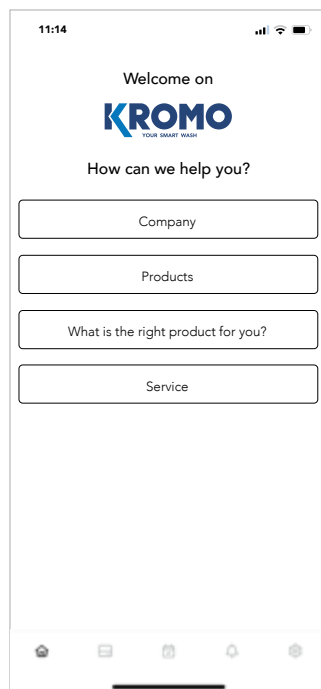 11:14
Welcome on
KROMO
YOUR SMART WASH
How can we help you?
Company
Products
What is the right product for you?
Service